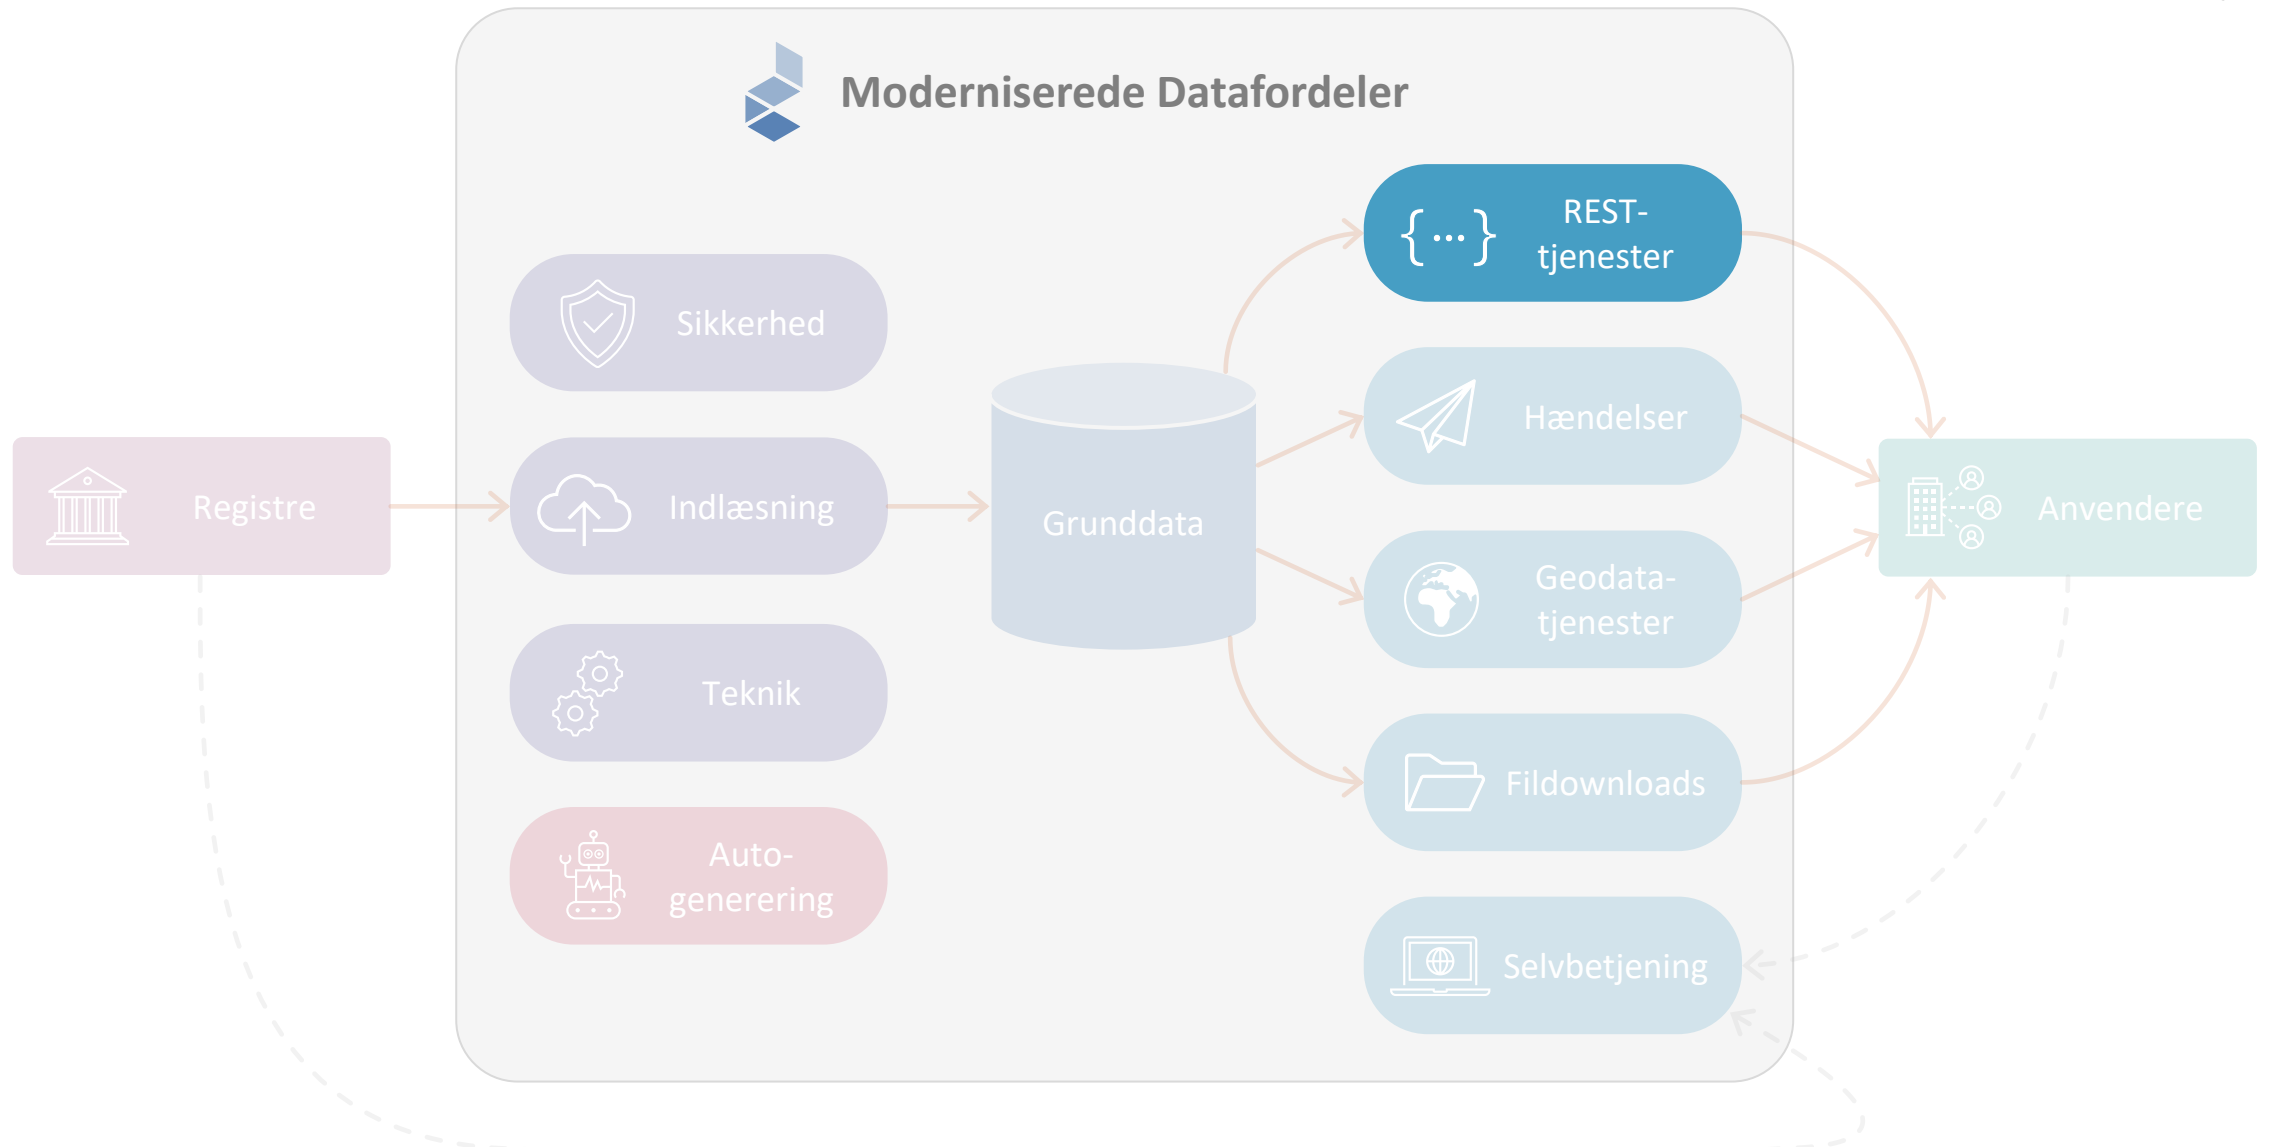 Moderniserede Datafordeler
REST-
tjenester
Sikkerhed
Hændelser
Registre
Indlæsning
Grunddata
Anvendere
Geodata-
tjenester
Teknik
Fildownloads
Auto-
generering
Selvbetjening